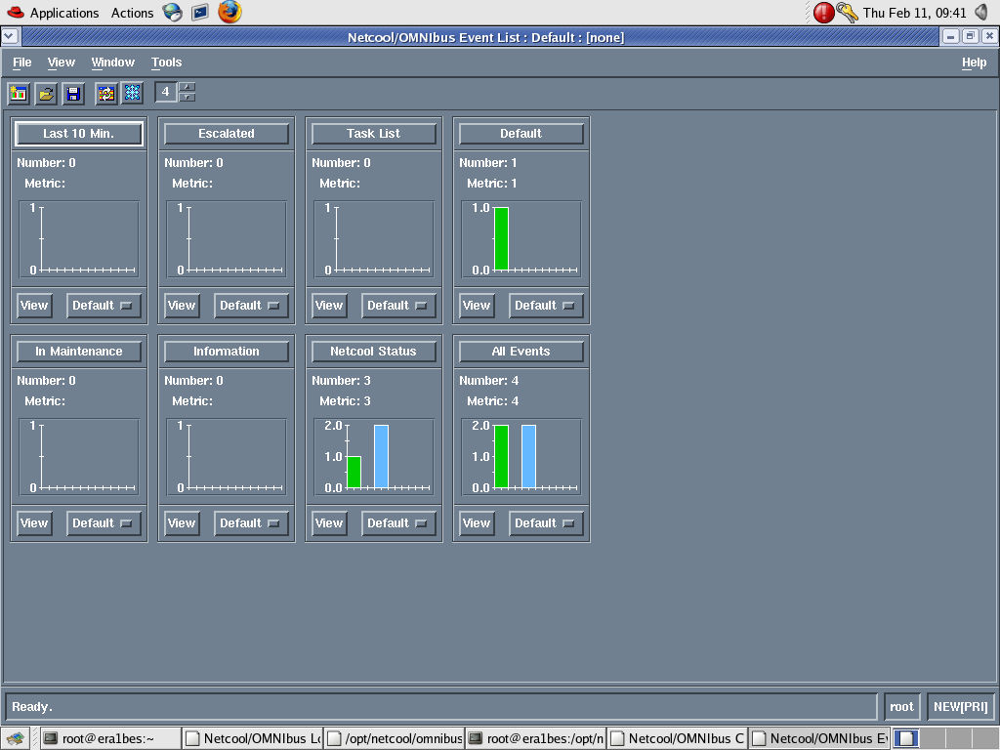 Applications Actions Thu Feb 11, 09:41
Netcool/OMNIbus Event List : Default : [none]
File View Window Tools Help
4
Last 10 Min. Escalated Task List Default
Number: 0 Number: 0 Number: 0 Number: 1
Metric: Metric: Metric: Metric: 1
1 1 1 1.0
0 0 0 0.0
View Default View Default View Default View Default
In Maintenance Information Netcool Status All Events
Number: 0 Number: 0 Number: 3 Number: 4
Metric: Metric: Metric: 3 Metric: 4
1 1 2.0 2.0
1.0 1.0
0 0 0.0 0.0
View Default View Default View Default View Default
Ready. root NEW[PRI]
root@era1bes:~ Netcool/OMNIbus Lo /opt/netcool/omnibus root@era1bes:/opt/n Netcool/OMNIbus C Netcool/OMNIbus Ev